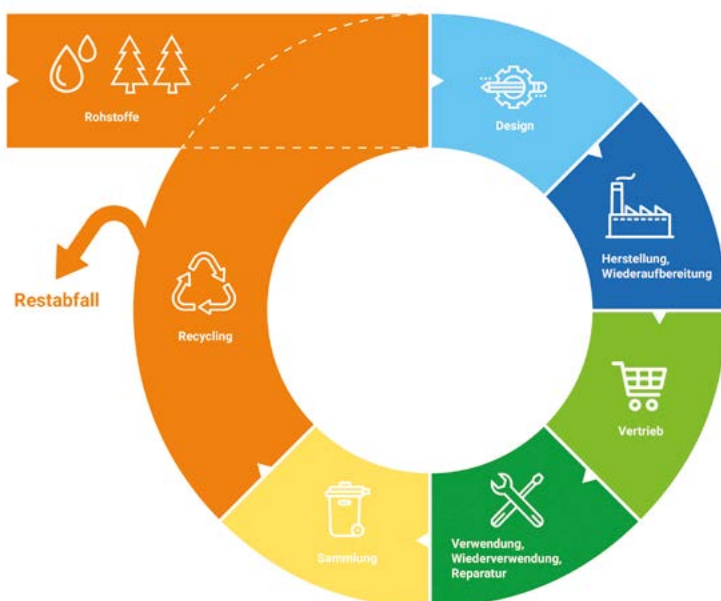 Rohstoffe
Design
Herstellung,
Wiederaufbereitung
Vertrieb
Verwendung,
Wiederverwendung,
Reparatur
Sammlung
Recycling
Restabfall